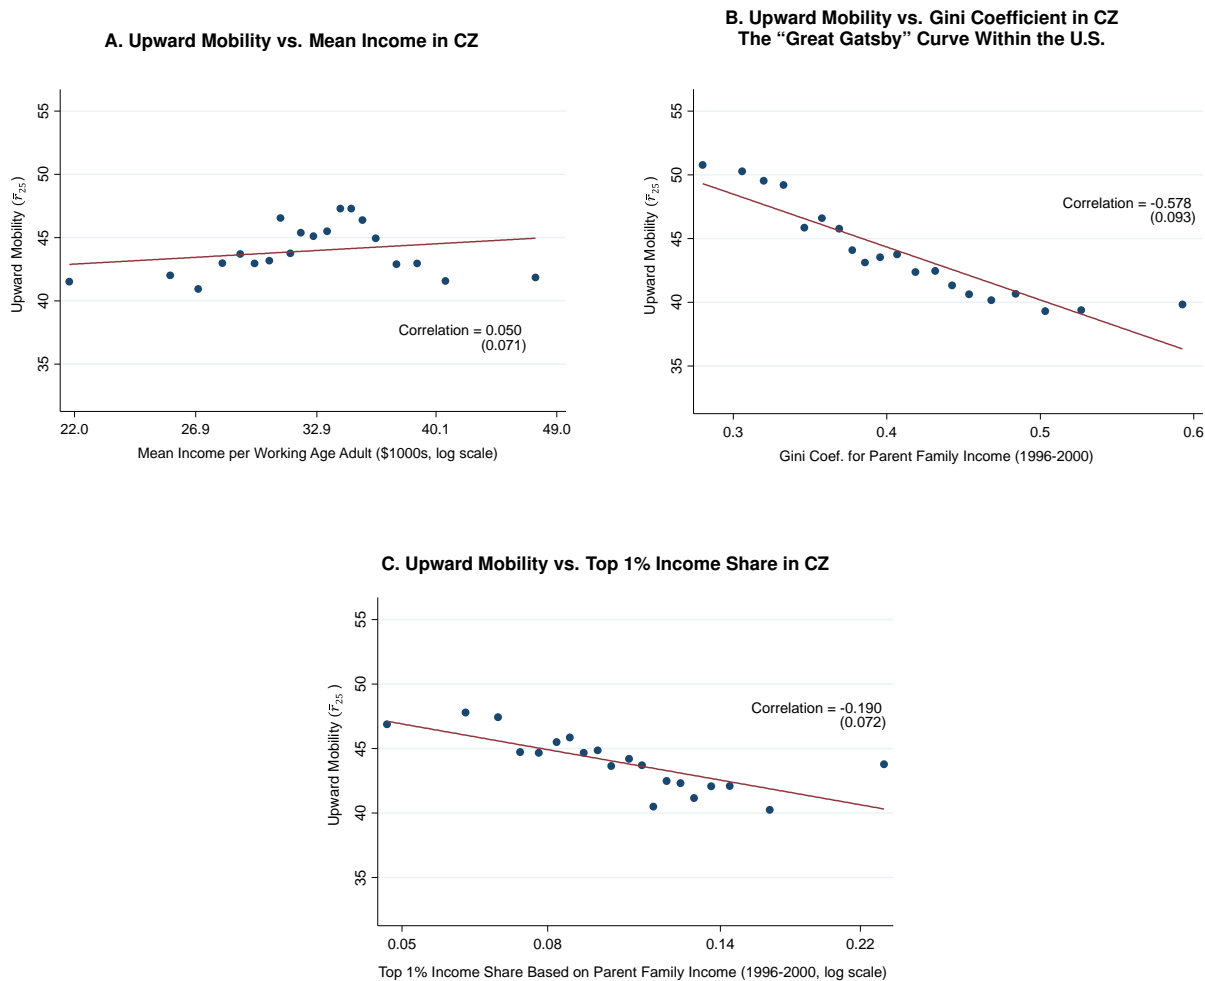 A. Upward Mobility vs. Mean Income in CZ
55
50
45
40
35
Upward Mobility (r̅₂₅)
Correlation = 0.050
(0.071)
22.0 26.9 32.9 40.1 49.0
Mean Income per Working Age Adult ($1000s, log scale)
B. Upward Mobility vs. Gini Coefficient in CZ
The “Great Gatsby” Curve Within the U.S.
55
50
45
40
35
Upward Mobility (r̅₂₅)
Correlation = -0.578
(0.093)
0.3 0.4 0.5 0.6
Gini Coef. for Parent Family Income (1996-2000)
C. Upward Mobility vs. Top 1% Income Share in CZ
55
50
45
40
35
Upward Mobility (r̅₂₅)
Correlation = -0.190
(0.072)
0.05 0.08 0.14 0.22
Top 1% Income Share Based on Parent Family Income (1996-2000, log scale)